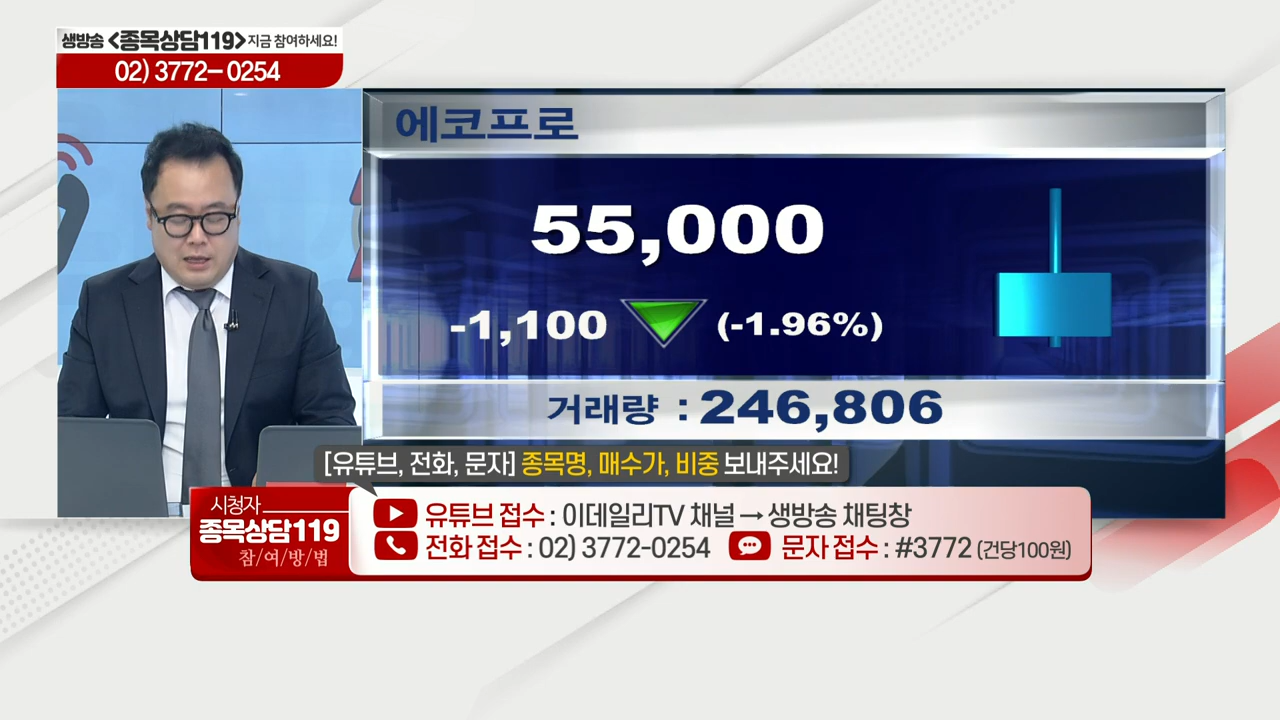 생방송 <종목상담119> 지금 참여하세요!
02) 3772-0254
에코프로
55,000
-1,100 (-1.96%)
거래량 : 246,806
[유튜브, 전화, 문자] 종목명, 매수가, 비중 보내주세요!
시청자
종목상담119
참/여/방/법
유튜브 접수 : 이데일리TV 채널 → 생방송 채팅창
전화 접수 : 02) 3772-0254 문자 접수 : #3772 (건당100원)